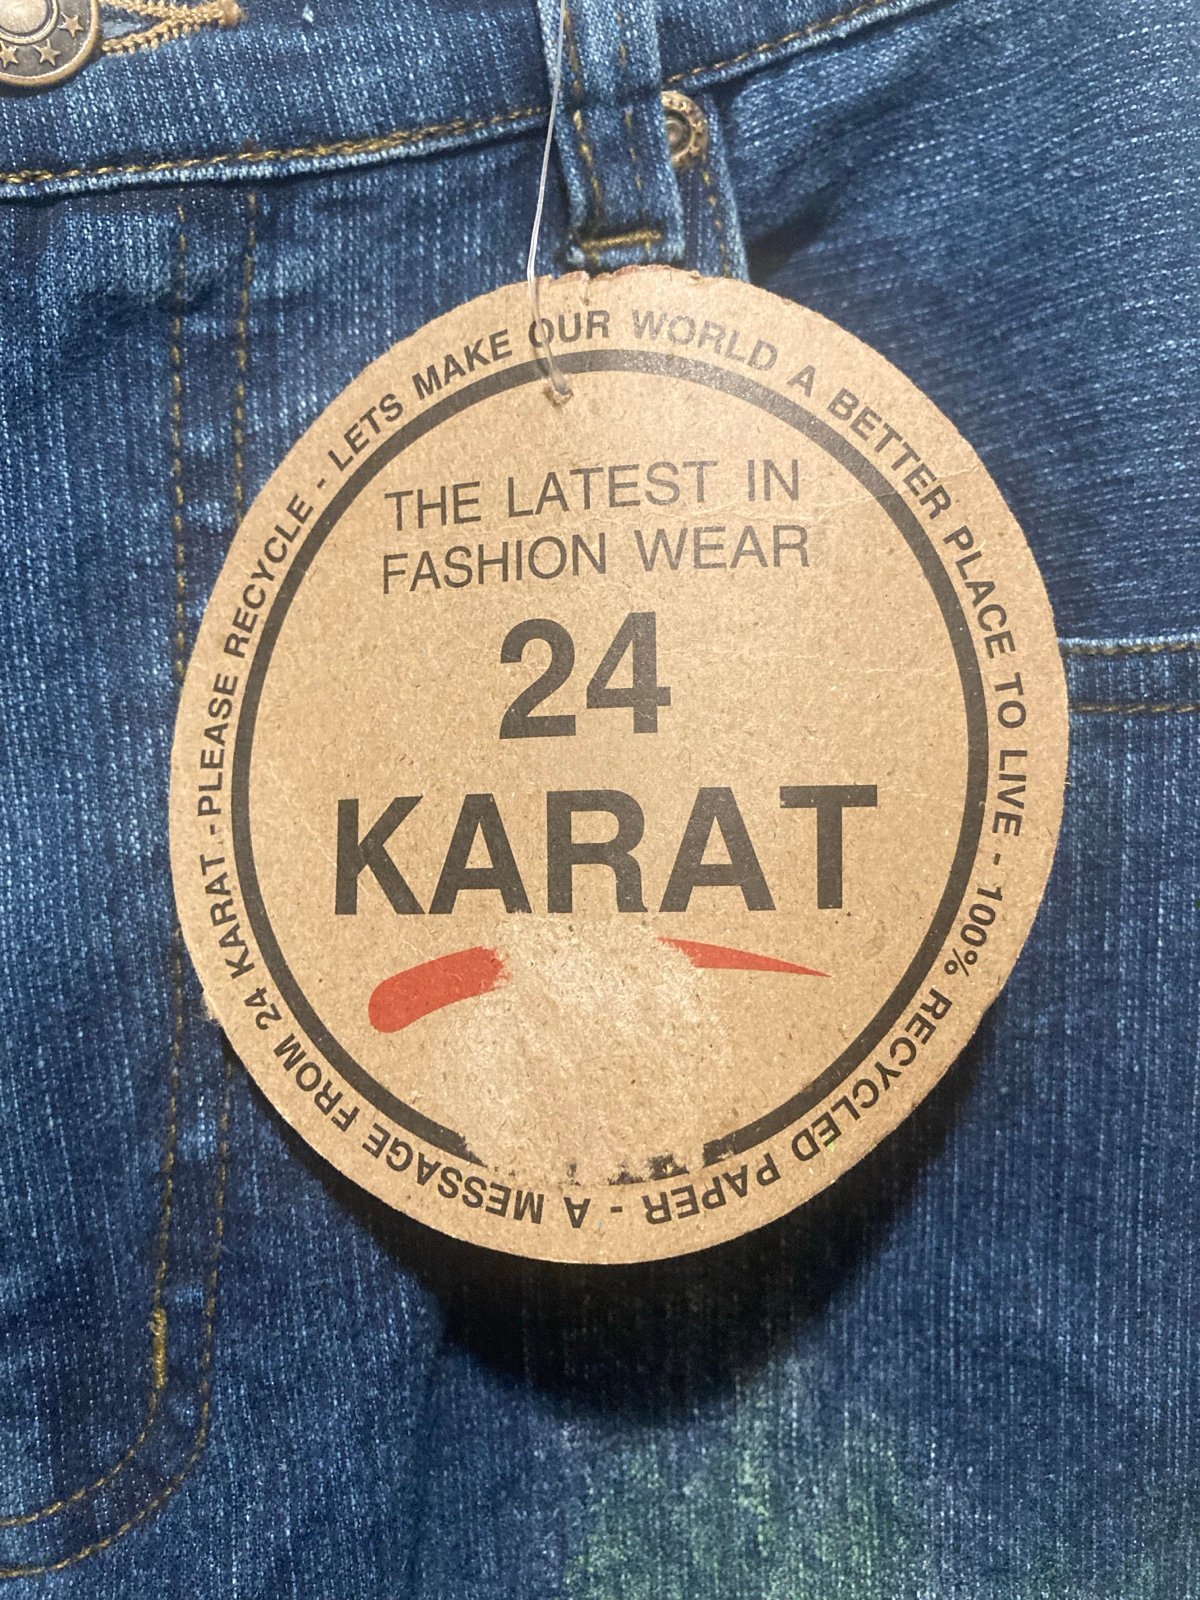 THE LATEST IN
FASHION WEAR
24
KARAT
A MESSAGE FROM 24 KARAT - PLEASE RECYCLE - LETS MAKE OUR WORLD A BETTER PLACE TO LIVE - 100% RECYCLED PAPER -